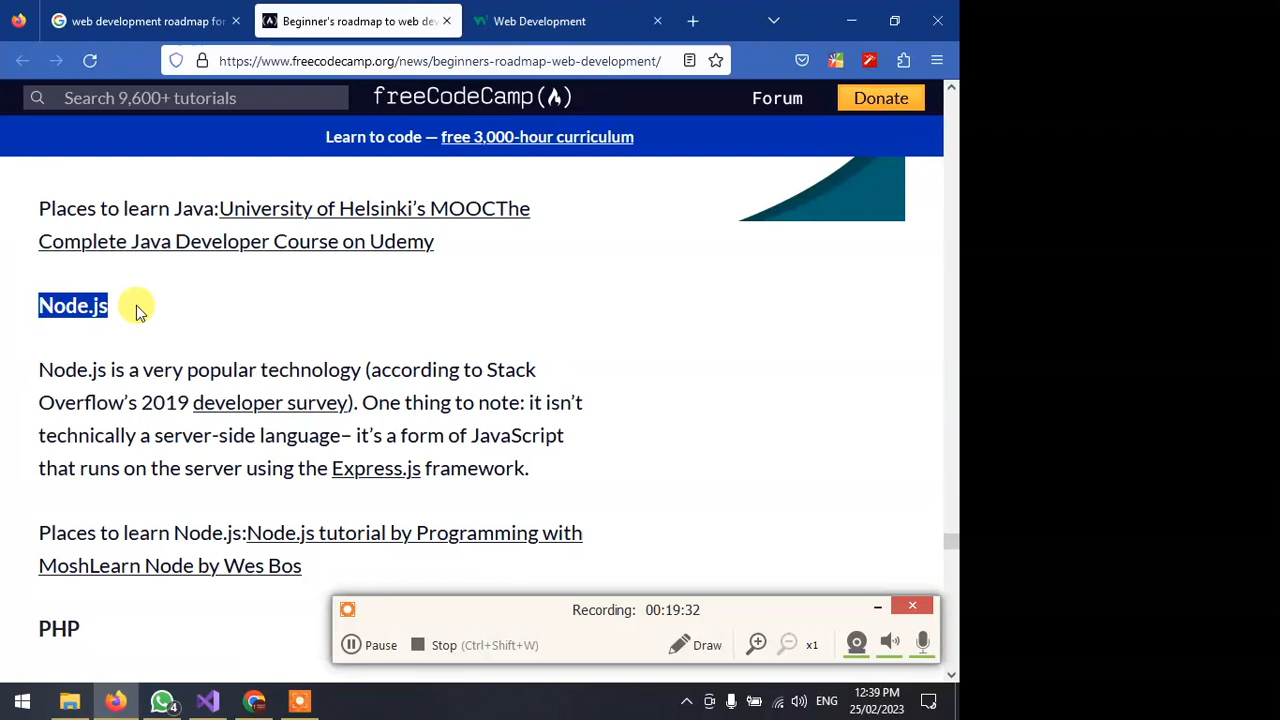 web development roadmap for
Beginner's roadmap to web dev
Web Development
https://www.freecodecamp.org/news/beginners-roadmap-web-development/
Search 9,600+ tutorials
freeCodeCamp(🔥)
Forum
Donate
Learn to code — free 3,000-hour curriculum
Places to learn Java:University of Helsinki’s MOOCThe
Complete Java Developer Course on Udemy
Node.js
Node.js is a very popular technology (according to Stack
Overflow’s 2019 developer survey). One thing to note: it isn’t
technically a server-side language– it’s a form of JavaScript
that runs on the server using the Express.js framework.
Places to learn Node.js:Node.js tutorial by Programming with
MoshLearn Node by Wes Bos
PHP
Recording: 00:19:32
Pause
Stop (Ctrl+Shift+W)
Draw
x1
4
ENG
12:39 PM
25/02/2023